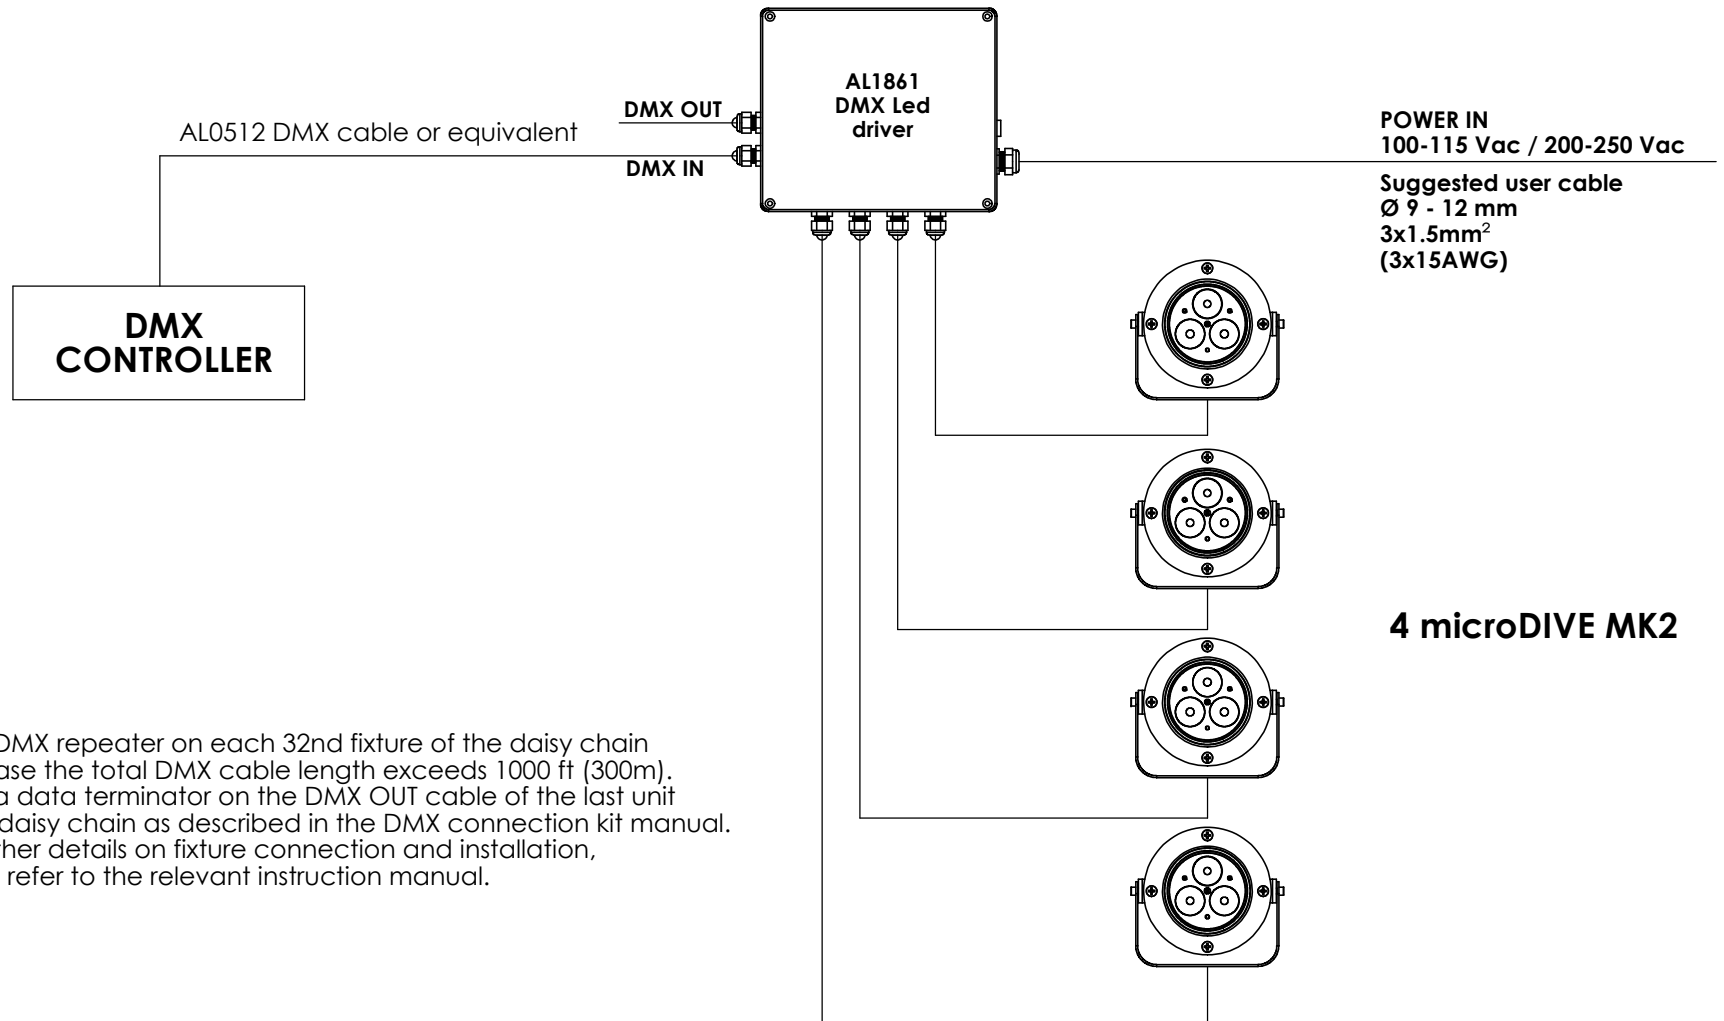 AL1861
DMX Led
driver
DMX OUT
AL0512 DMX cable or equivalent
DMX IN
POWER IN
100-115 Vac / 200-250 Vac
Suggested user cable
Ø 9 - 12 mm
3x1.5mm²
(3x15AWG)
DMX
CONTROLLER
4 microDIVE MK2
DMX repeater on each 32nd fixture of the daisy chain
the total DMX cable length exceeds 1000 ft (300m).
a data terminator on the DMX OUT cable of the last unit
daisy chain as described in the DMX connection kit manual.
details on fixture connection and installation,
refer to the relevant instruction manual.